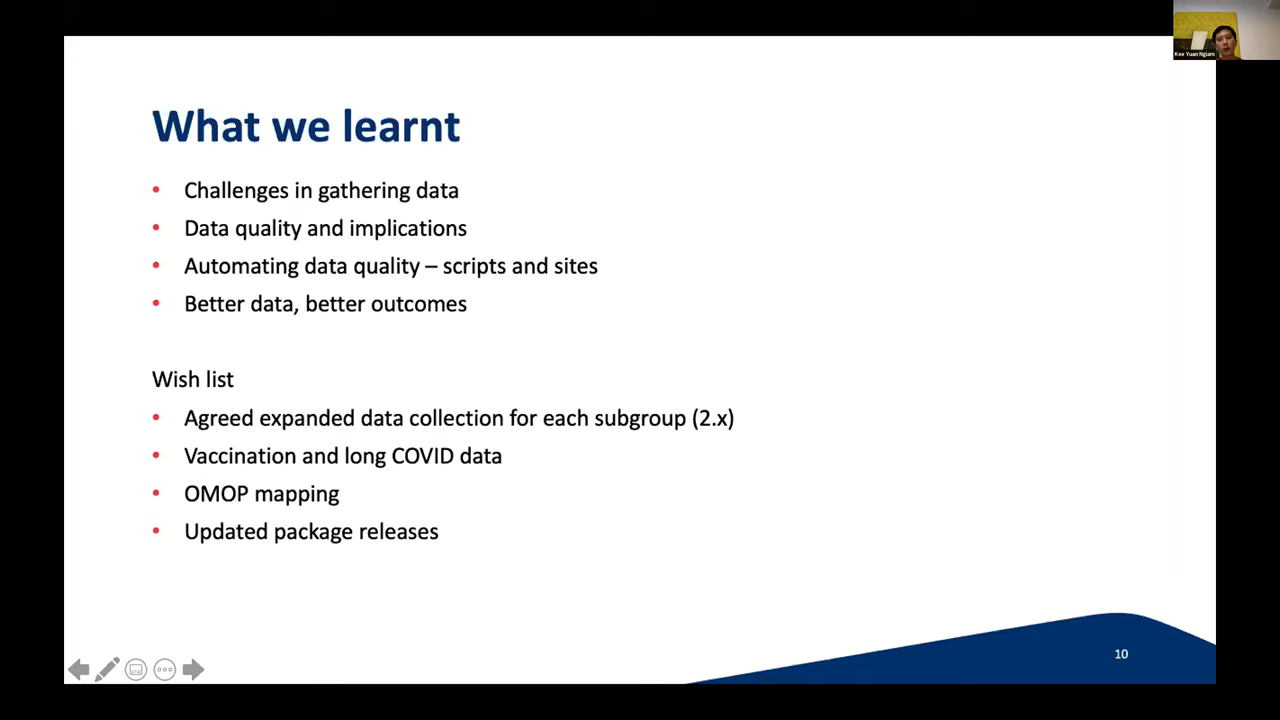 Kee Yuan Ngiam
What we learnt
• Challenges in gathering data
• Data quality and implications
• Automating data quality – scripts and sites
• Better data, better outcomes
Wish list
• Agreed expanded data collection for each subgroup (2.x)
• Vaccination and long COVID data
• OMOP mapping
• Updated package releases
10